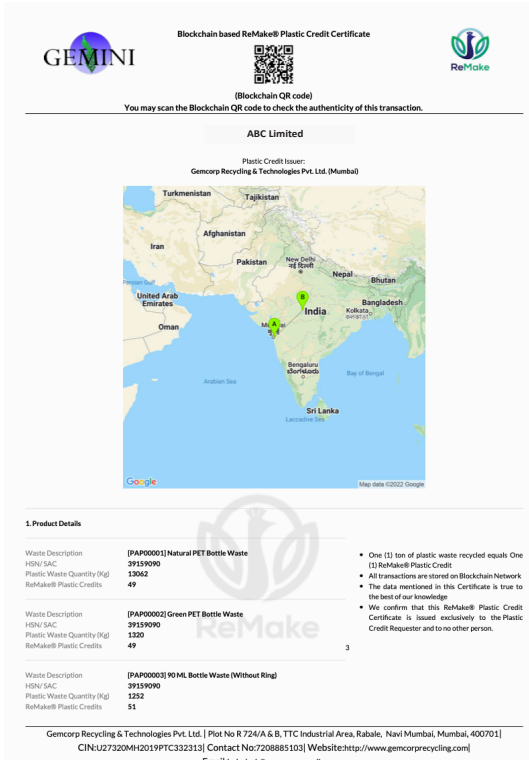 GEMINI
Blockchain based ReMake® Plastic Credit Certificate
ReMake
(Blockchain QR code)
You may scan the Blockchain QR code to check the authenticity of this transaction.
ABC Limited
Plastic Credit Issuer:
Gemcorp Recycling & Technologies Pvt. Ltd. (Mumbai)
Turkmenistan
Tajikistan
Afghanistan
Iran
Pakistan
New Delhi
नई दिल्ली
Nepal
Bhutan
United Arab
Emirates
B
India
Bangladesh
Kolkata
Oman
A
Bengaluru
Bay of Bengal
Arabian Sea
Sri Lanka
Laccadive Sea
Google
Map data ©2022 Google
1. Product Details
Waste Description [PAP00001] Natural PET Bottle Waste
HSN/ SAC 39159090
Plastic Waste Quantity (Kg) 13062
ReMake® Plastic Credits 49
Waste Description [PAP00002] Green PET Bottle Waste
HSN/ SAC 39159090
Plastic Waste Quantity (Kg) 1320
ReMake® Plastic Credits 49
3
Waste Description [PAP00003] 90 ML Bottle Waste (Without Ring)
HSN/ SAC 39159090
Plastic Waste Quantity (Kg) 1252
ReMake® Plastic Credits 51
• One (1) ton of plastic waste recycled equals One
(1) ReMake® Plastic Credit
• All transactions are stored on Blockchain Network
• The data mentioned in this Certificate is true to
the best of our knowledge
• We confirm that this ReMake® Plastic Credit
Certificate is issued exclusively to the Plastic
Credit Requester and to no other person.
ReMake
Gemcorp Recycling & Technologies Pvt. Ltd. | Plot No R 724/A & B, TTC Industrial Area, Rabale, Navi Mumbai, Mumbai, 400701|
CIN:U27320MH2019PTC332313| Contact No:7208885103| Website:http://www.gemcorprecycling.com|